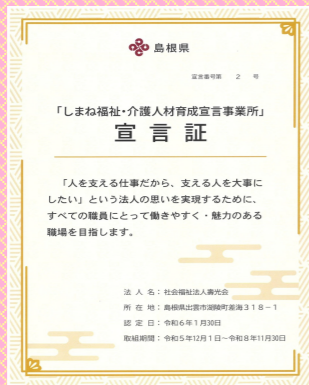 島根県
宣言番号第 2 号
「しまね福祉・介護人材育成宣言事業所」
宣言証
「人を支える仕事だから、支える人を大事に
したい」という法人の思いを実現するために、
すべての職員にとって働きやすく・魅力のある
職場を目指します。
法 人 名：社会福祉法人壽光会
所 在 地：島根県出雲市湖陵町差海３１８－１
認 定 日：令和６年１月30日
取組期間：令和５年12月１日～令和８年11月30日